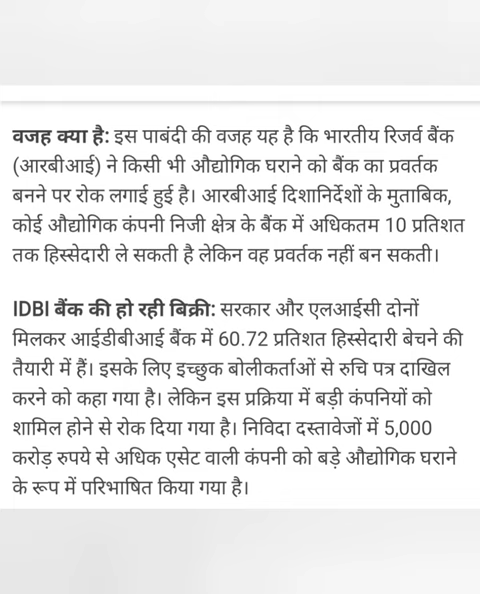 वजह क्या है: इस पाबंदी की वजह यह है कि भारतीय रिजर्व बैंक
(आरबीआई) ने किसी भी औद्योगिक घराने को बैंक का प्रवर्तक
बनने पर रोक लगाई हुई है। आरबीआई दिशानिर्देशों के मुताबिक,
कोई औद्योगिक कंपनी निजी क्षेत्र के बैंक में अधिकतम 10 प्रतिशत
तक हिस्सेदारी ले सकती है लेकिन वह प्रवर्तक नहीं बन सकती।
IDBI बैंक की हो रही बिक्री: सरकार और एलआईसी दोनों
मिलकर आईडीबीआई बैंक में 60.72 प्रतिशत हिस्सेदारी बेचने की
तैयारी में हैं। इसके लिए इच्छुक बोलीकर्ताओं से रुचि पत्र दाखिल
करने को कहा गया है। लेकिन इस प्रक्रिया में बड़ी कंपनियों को
शामिल होने से रोक दिया गया है। निविदा दस्तावेजों में 5,000
करोड़ रुपये से अधिक एसेट वाली कंपनी को बड़े औद्योगिक घराने
के रूप में परिभाषित किया गया है।